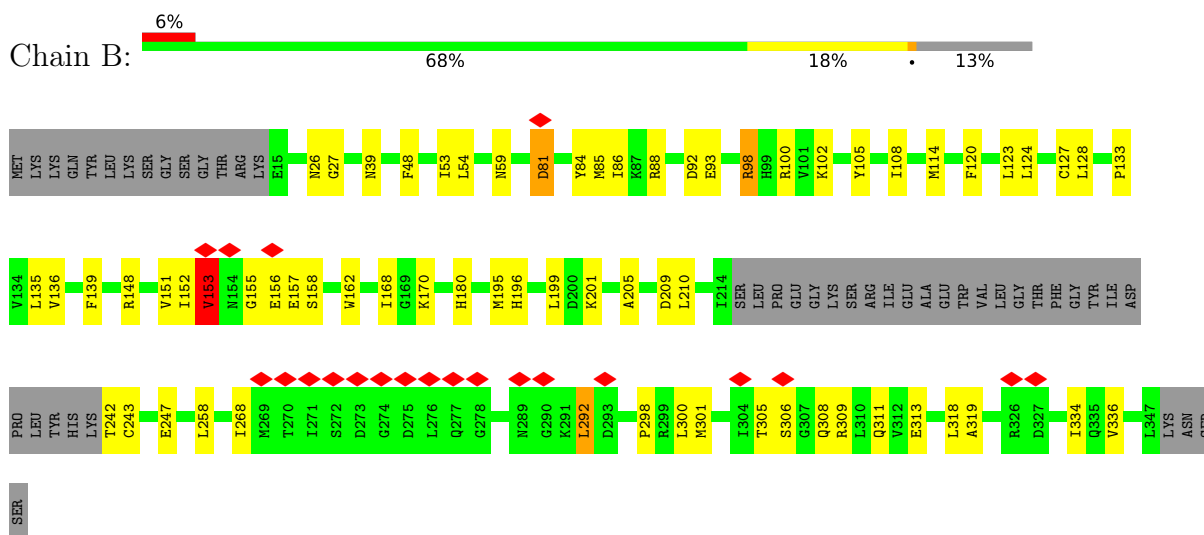 6%
Chain B:
68% 18% • 13%
MET LYS LYS GLN TYR LEU LYS SER GLY SER GLY THR ARG LYS E15 N26 G27 N39 F48 I53 L54 N59 D81 Y84 M85 I86 K87 R88 D92 E93 R98 H99 R100 V101 K102 Y105 I108 M114 F120 L123 L124 C127 L128 P133
V134 L135 V136 F139 R148 V151 I152 V153 N154 G155 E156 E157 S158 W162 I168 G169 K170 H180 M195 H196 L199 D200 K201 A205 D209 L210 I214 SER LEU PRO GLU GLY LYS SER ARG ILE GLU ALA GLU TRP VAL LEU GLY THR PHE GLY TYR ILE ASP
PRO LEU TYR HIS LYS T242 C243 E247 L258 I268 M269 T270 I271 S272 D273 G274 D275 L276 Q277 G278 N289 G290 K291 L292 D293 P298 R299 L300 M301 I304 T305 S306 G307 Q308 R309 L310 Q311 V312 E313 L318 A319 R326 D327 I334 Q335 V336 L347 LYS ASN SER
SER